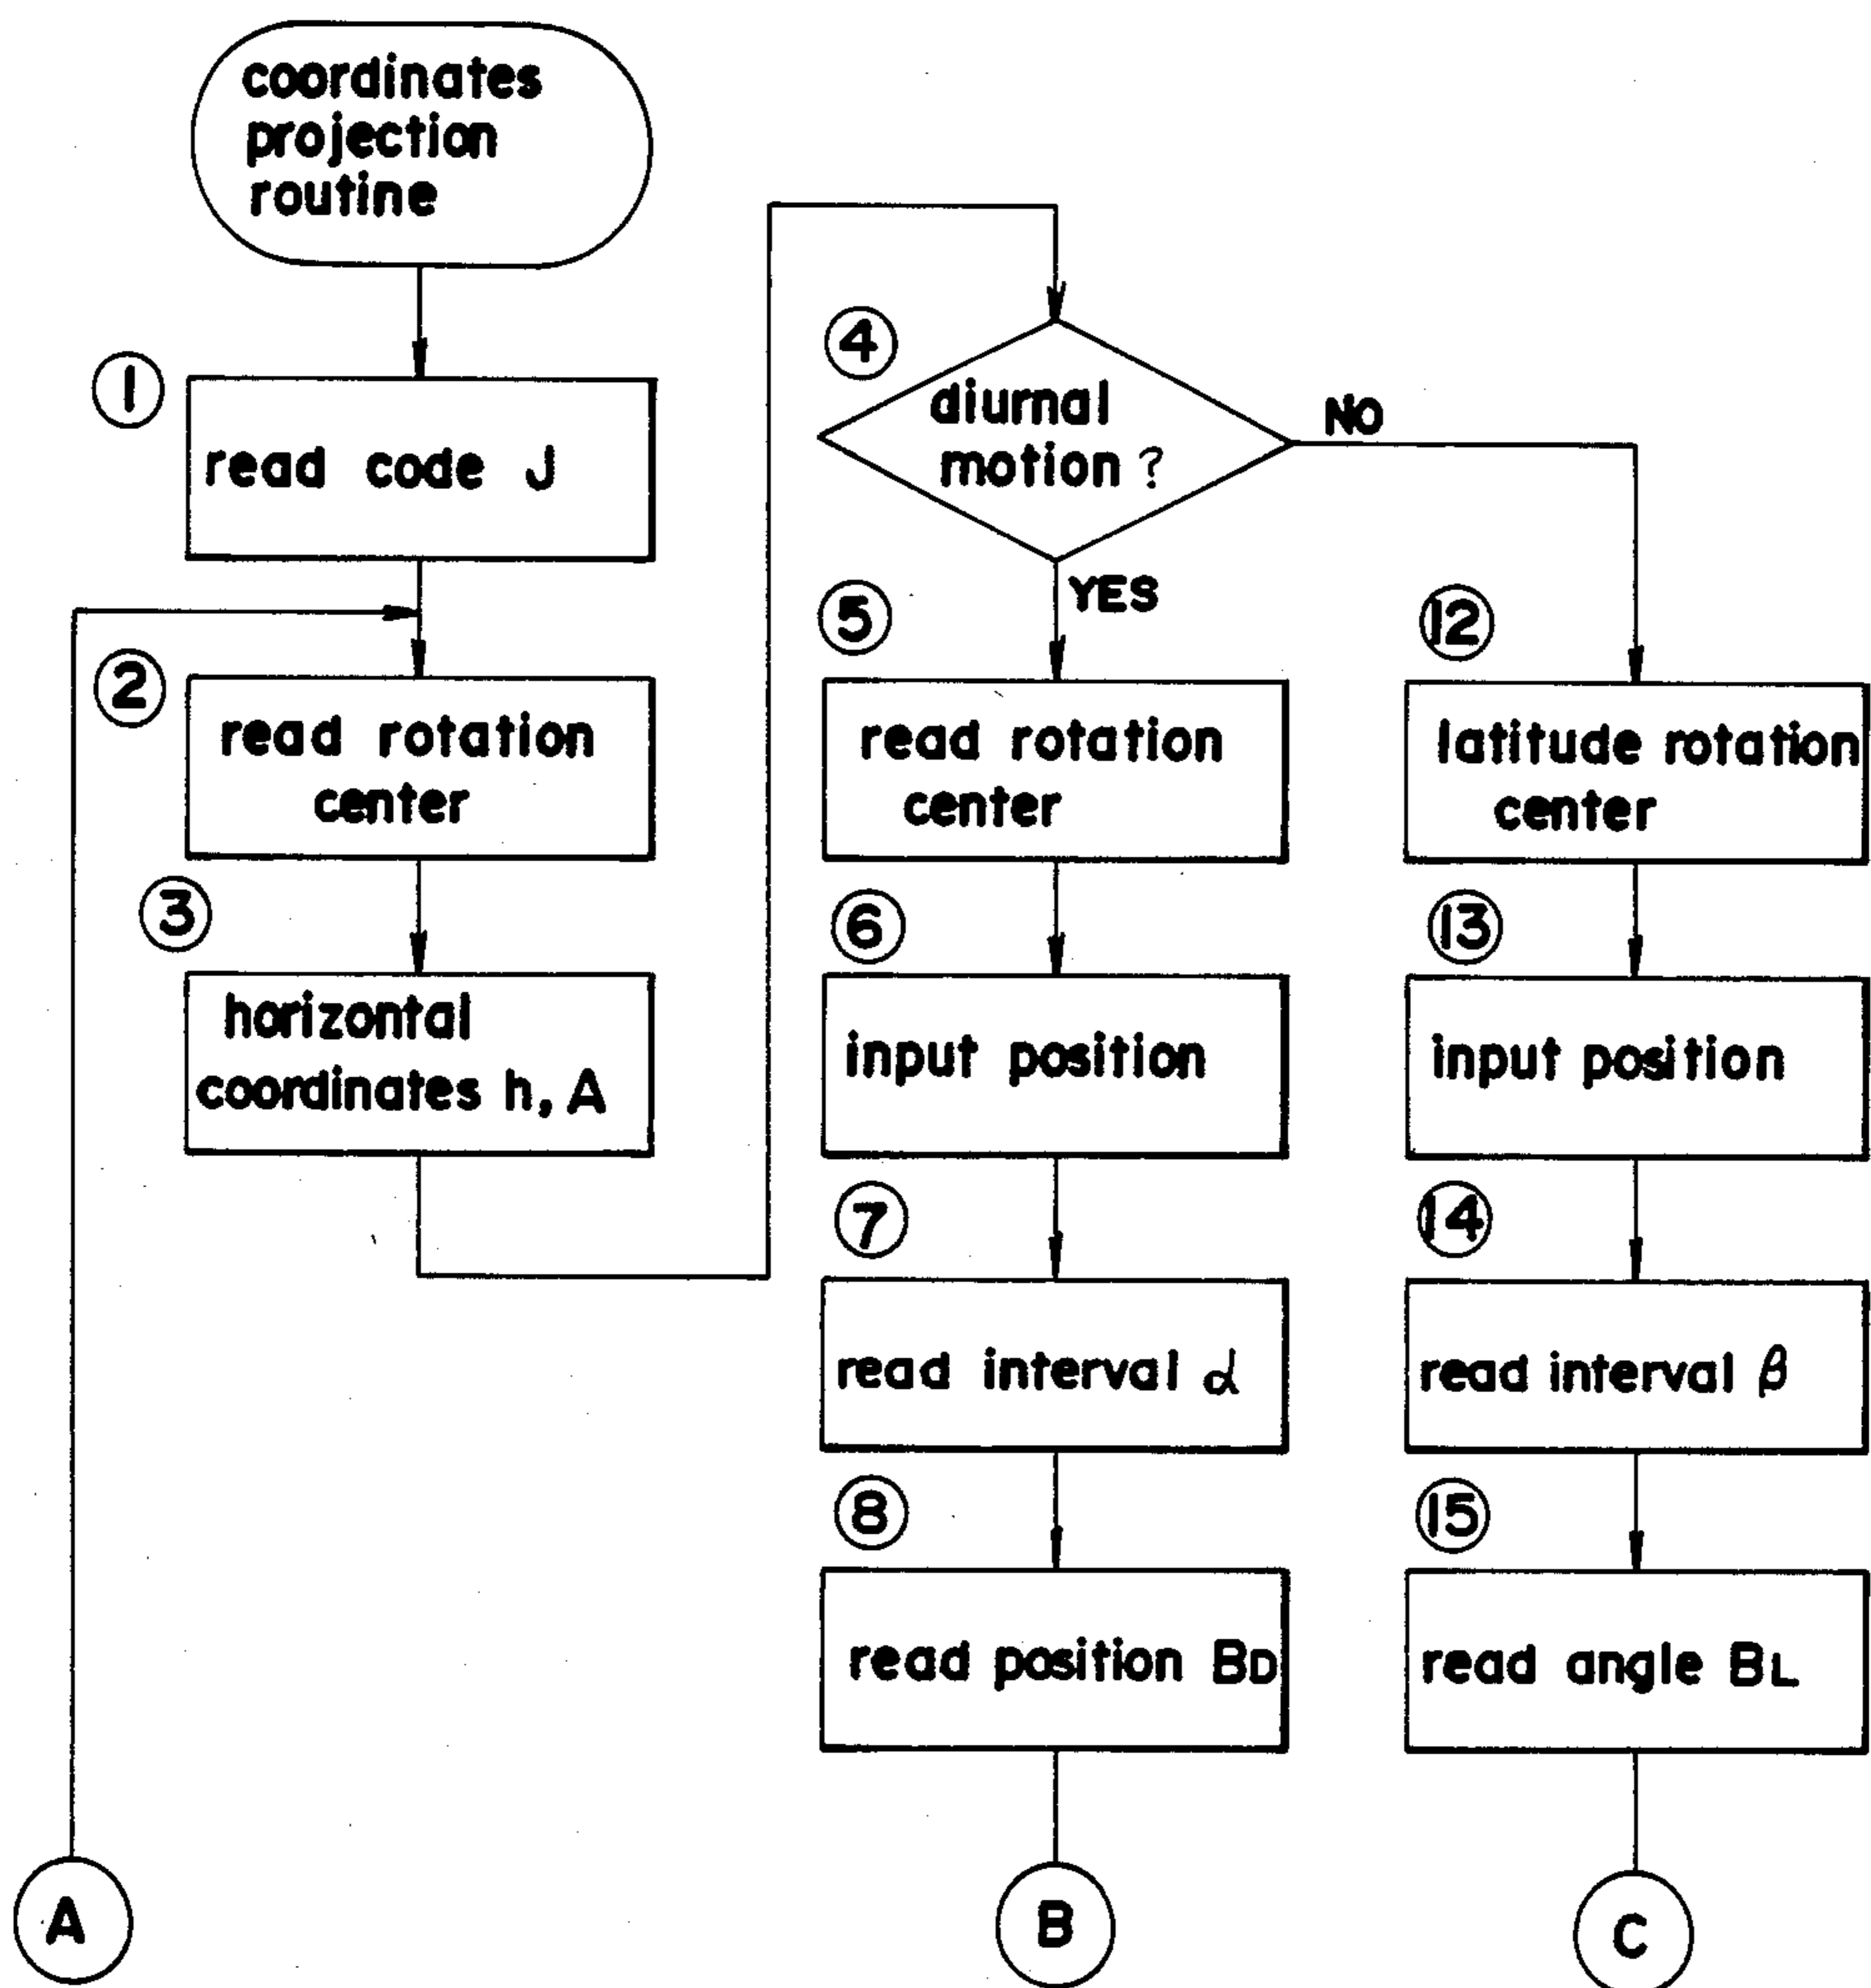 coordinates
projection
routine
1
read code J
2
read rotation
center
3
horizontal
coordinates h, A
A
4
diurnal
motion ?
NO
YES
5
read rotation
center
6
input position
7
read interval α
8
read position BD
B
12
latitude rotation
center
13
input position
14
read interval β
15
read angle BL
C